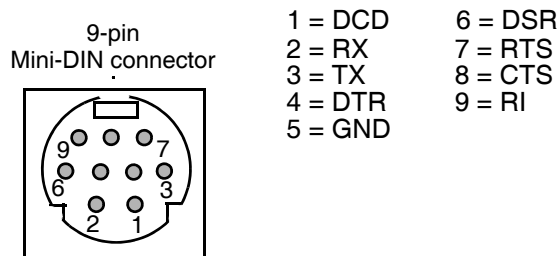 9-pin
Mini-DIN connector
1 = DCD
2 = RX
3 = TX
4 = DTR
5 = GND
6 = DSR
7 = RTS
8 = CTS
9 = RI
9
7
6
3
2
1